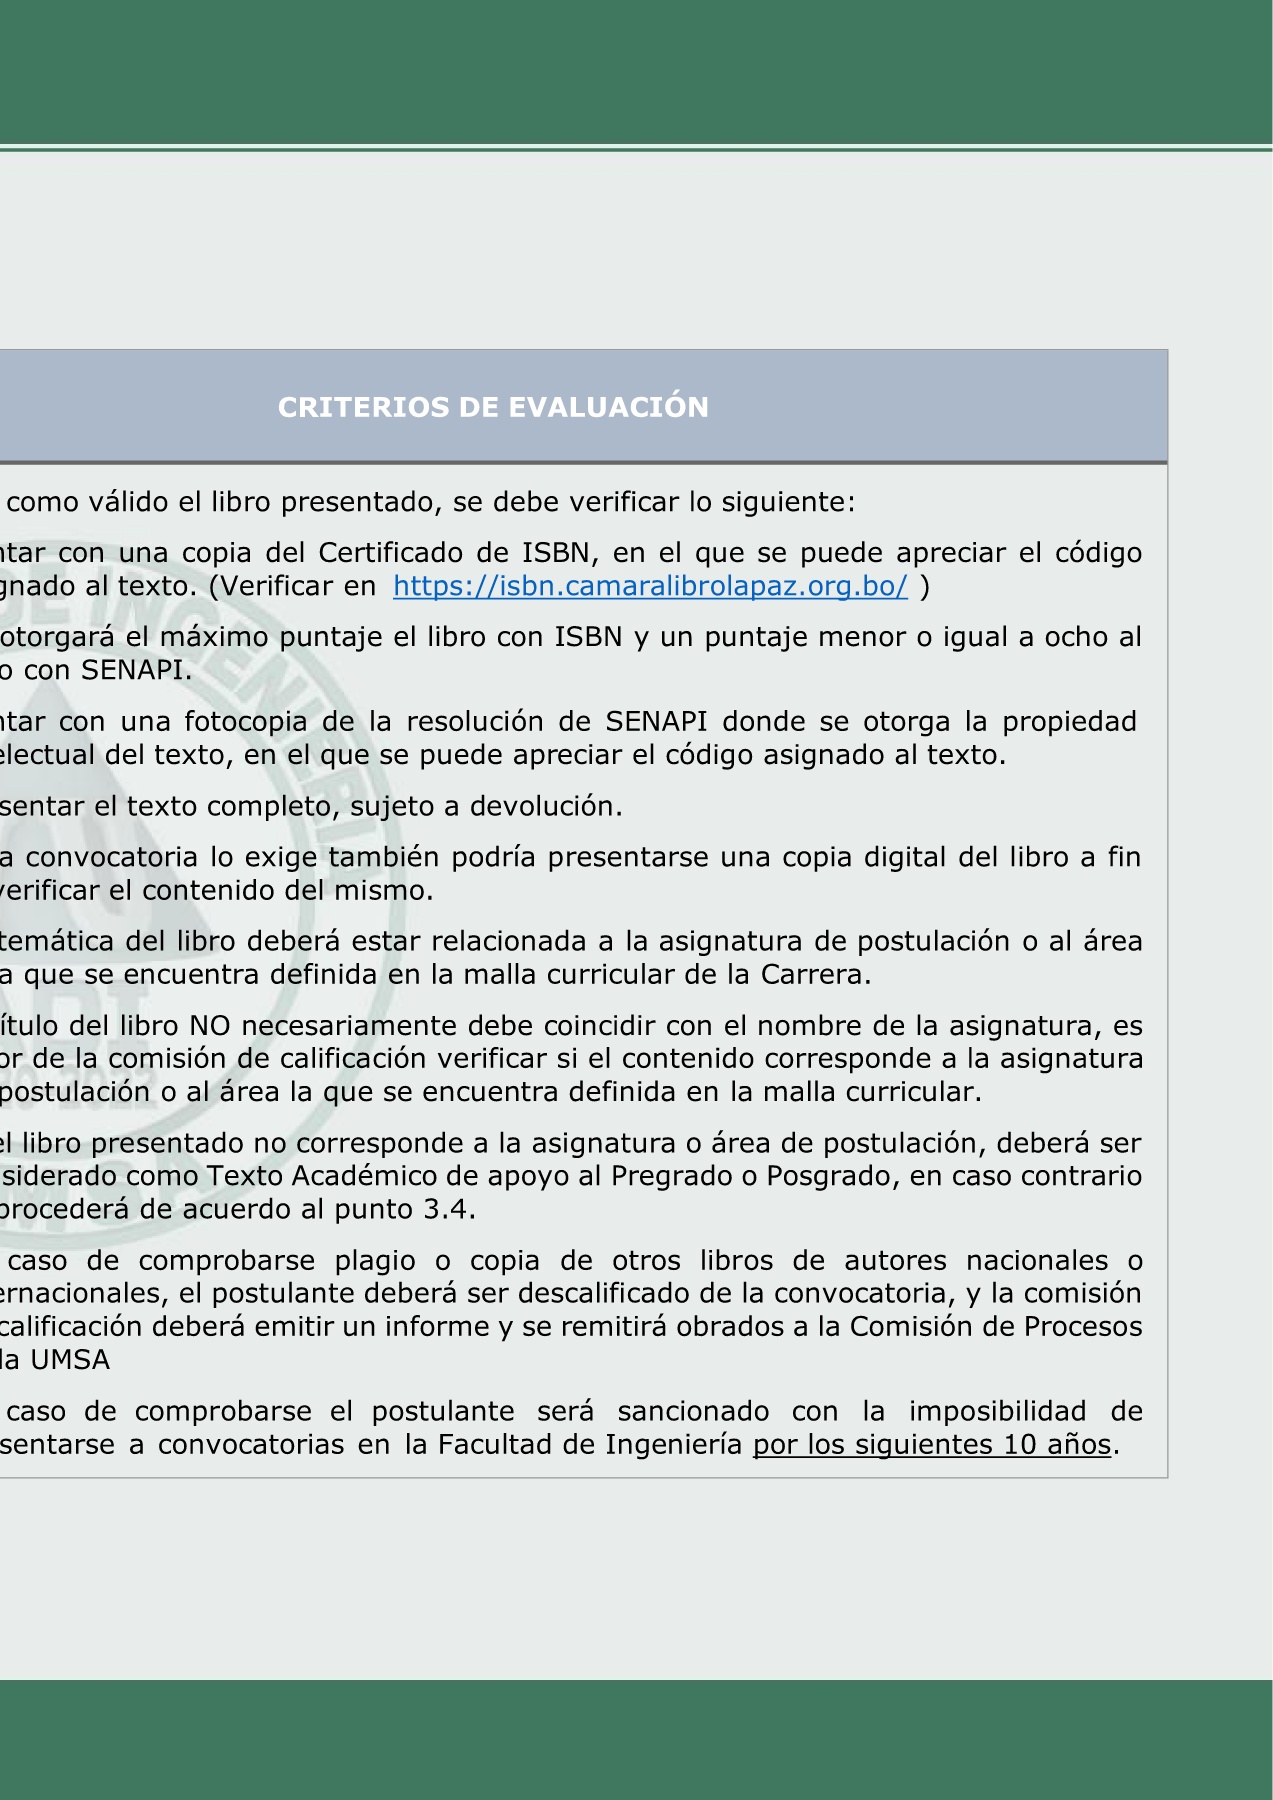 CRITERIOS DE EVALUACIÓN
como válido el libro presentado, se debe verificar lo siguiente:
ntar con una copia del Certificado de ISBN, en el que se puede apreciar el código
gnado al texto. (Verificar en https://isbn.camaralibrolapaz.org.bo/ )
otorgará el máximo puntaje el libro con ISBN y un puntaje menor o igual a ocho al
o con SENAPI.
ntar con una fotocopia de la resolución de SENAPI donde se otorga la propiedad
electual del texto, en el que se puede apreciar el código asignado al texto.
sentar el texto completo, sujeto a devolución.
a convocatoria lo exige también podría presentarse una copia digital del libro a fin
verificar el contenido del mismo.
temática del libro deberá estar relacionada a la asignatura de postulación o al área
a que se encuentra definida en la malla curricular de la Carrera.
ítulo del libro NO necesariamente debe coincidir con el nombre de la asignatura, es
or de la comisión de calificación verificar si el contenido corresponde a la asignatura
postulación o al área la que se encuentra definida en la malla curricular.
el libro presentado no corresponde a la asignatura o área de postulación, deberá ser
siderado como Texto Académico de apoyo al Pregrado o Posgrado, en caso contrario
procederá de acuerdo al punto 3.4.
caso de comprobarse plagio o copia de otros libros de autores nacionales o
ernacionales, el postulante deberá ser descalificado de la convocatoria, y la comisión
calificación deberá emitir un informe y se remitirá obrados a la Comisión de Procesos
la UMSA
caso de comprobarse el postulante será sancionado con la imposibilidad de
sentarse a convocatorias en la Facultad de Ingeniería por los siguientes 10 años.
DE INGENIERIA